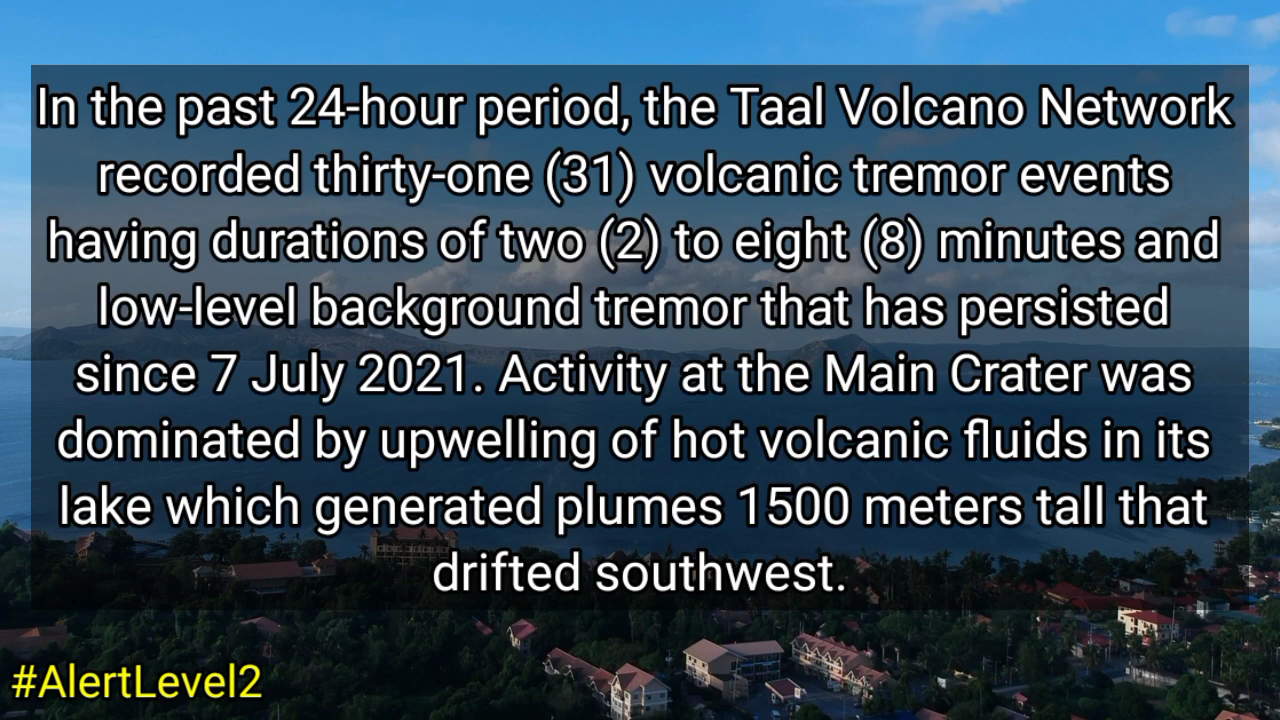 In the past 24-hour period, the Taal Volcano Network
recorded thirty-one (31) volcanic tremor events
having durations of two (2) to eight (8) minutes and
low-level background tremor that has persisted
since 7 July 2021. Activity at the Main Crater was
dominated by upwelling of hot volcanic fluids in its
lake which generated plumes 1500 meters tall that
drifted southwest.
#AlertLevel2